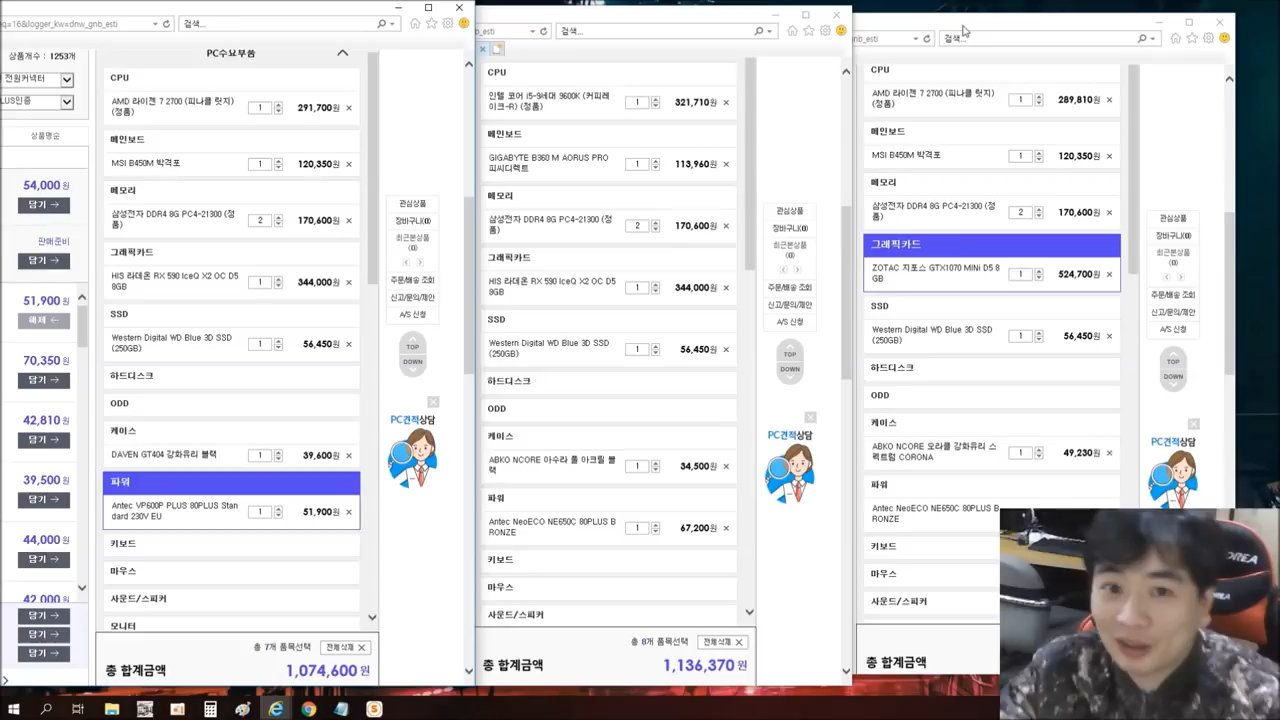 eq=16&logger_kw=dnw_gnb_esti
검색...
상품개수 : 1253개
전원커넥터
LUS인증
상품명순
54,000 원
담기 →
판매준비
담기 →
51,900 원
해제 ←
70,350 원
담기 →
42,810 원
담기 →
39,500 원
담기 →
44,000 원
담기 →
42,000 원
담기 →
담기 →
담기 →
PC수요부품
CPU
AMD 라이젠 7 2700 (피나클 릿지)
(정품)
1
291,700원
메인보드
MSI B450M 박격포
1
120,350원
메모리
삼성전자 DDR4 8G PC4-21300 (정
품)
2
170,600원
그래픽카드
HIS 라데온 RX 590 IceQ X2 OC D5
8GB
1
344,000원
SSD
Western Digital WD Blue 3D SSD
(250GB)
1
56,450원
하드디스크
ODD
케이스
DAVEN GT404 강화유리 블랙
1
39,600원
파워
Antec VP600P PLUS 80PLUS Stan
dard 230V EU
1
51,900원
키보드
마우스
사운드/스피커
모니터
총 7개 품목선택
전체삭제 ×
총 합계금액
1,074,600 원
관심상품
장바구니(0)
최근본상품
(0)
주문/배송 조회
신고/문의/제안
A/S 신청
TOP
DOWN
PC견적상담
_esti
검색...
CPU
인텔 코어 i5-9세대 9600K (커피레
이크-R) (정품)
1
321,710원
메인보드
GIGABYTE B360 M AORUS PRO
피씨디렉트
1
113,960원
메모리
삼성전자 DDR4 8G PC4-21300 (정
품)
2
170,600원
그래픽카드
HIS 라데온 RX 590 IceQ X2 OC D5
8GB
1
344,000원
SSD
Western Digital WD Blue 3D SSD
(250GB)
1
56,450원
하드디스크
ODD
케이스
ABKO NCORE 아수라 풀 아크릴 블
랙
1
34,500원
파워
Antec NeoECO NE650C 80PLUS B
RONZE
1
67,200원
키보드
마우스
사운드/스피커
총 8개 품목선택
전체삭제 ×
총 합계금액
1,136,370 원
관심상품
장바구니(0)
최근본상품
(0)
주문/배송 조회
신고/문의/제안
A/S 신청
TOP
DOWN
PC견적상담
gnb_esti
검색...
CPU
AMD 라이젠 7 2700 (피나클 릿지)
(정품)
1
289,810원
메인보드
MSI B450M 박격포
1
120,350원
메모리
삼성전자 DDR4 8G PC4-21300 (정
품)
2
170,600원
그래픽카드
ZOTAC 지포스 GTX1070 MINI D5 8
GB
1
524,700원
SSD
Western Digital WD Blue 3D SSD
(250GB)
1
56,450원
하드디스크
ODD
케이스
ABKO NCORE 오라클 강화유리 스
펙트럼 CORONA
1
49,230원
파워
Antec NeoECO NE650C 80PLUS B
RONZE
키보드
마우스
사운드/스피커
총 합계금액
관심상품
장바구니(0)
최근본상품
(0)
주문/배송 조회
신고/문의/제안
A/S 신청
TOP
DOWN
PC견적상담
OREA